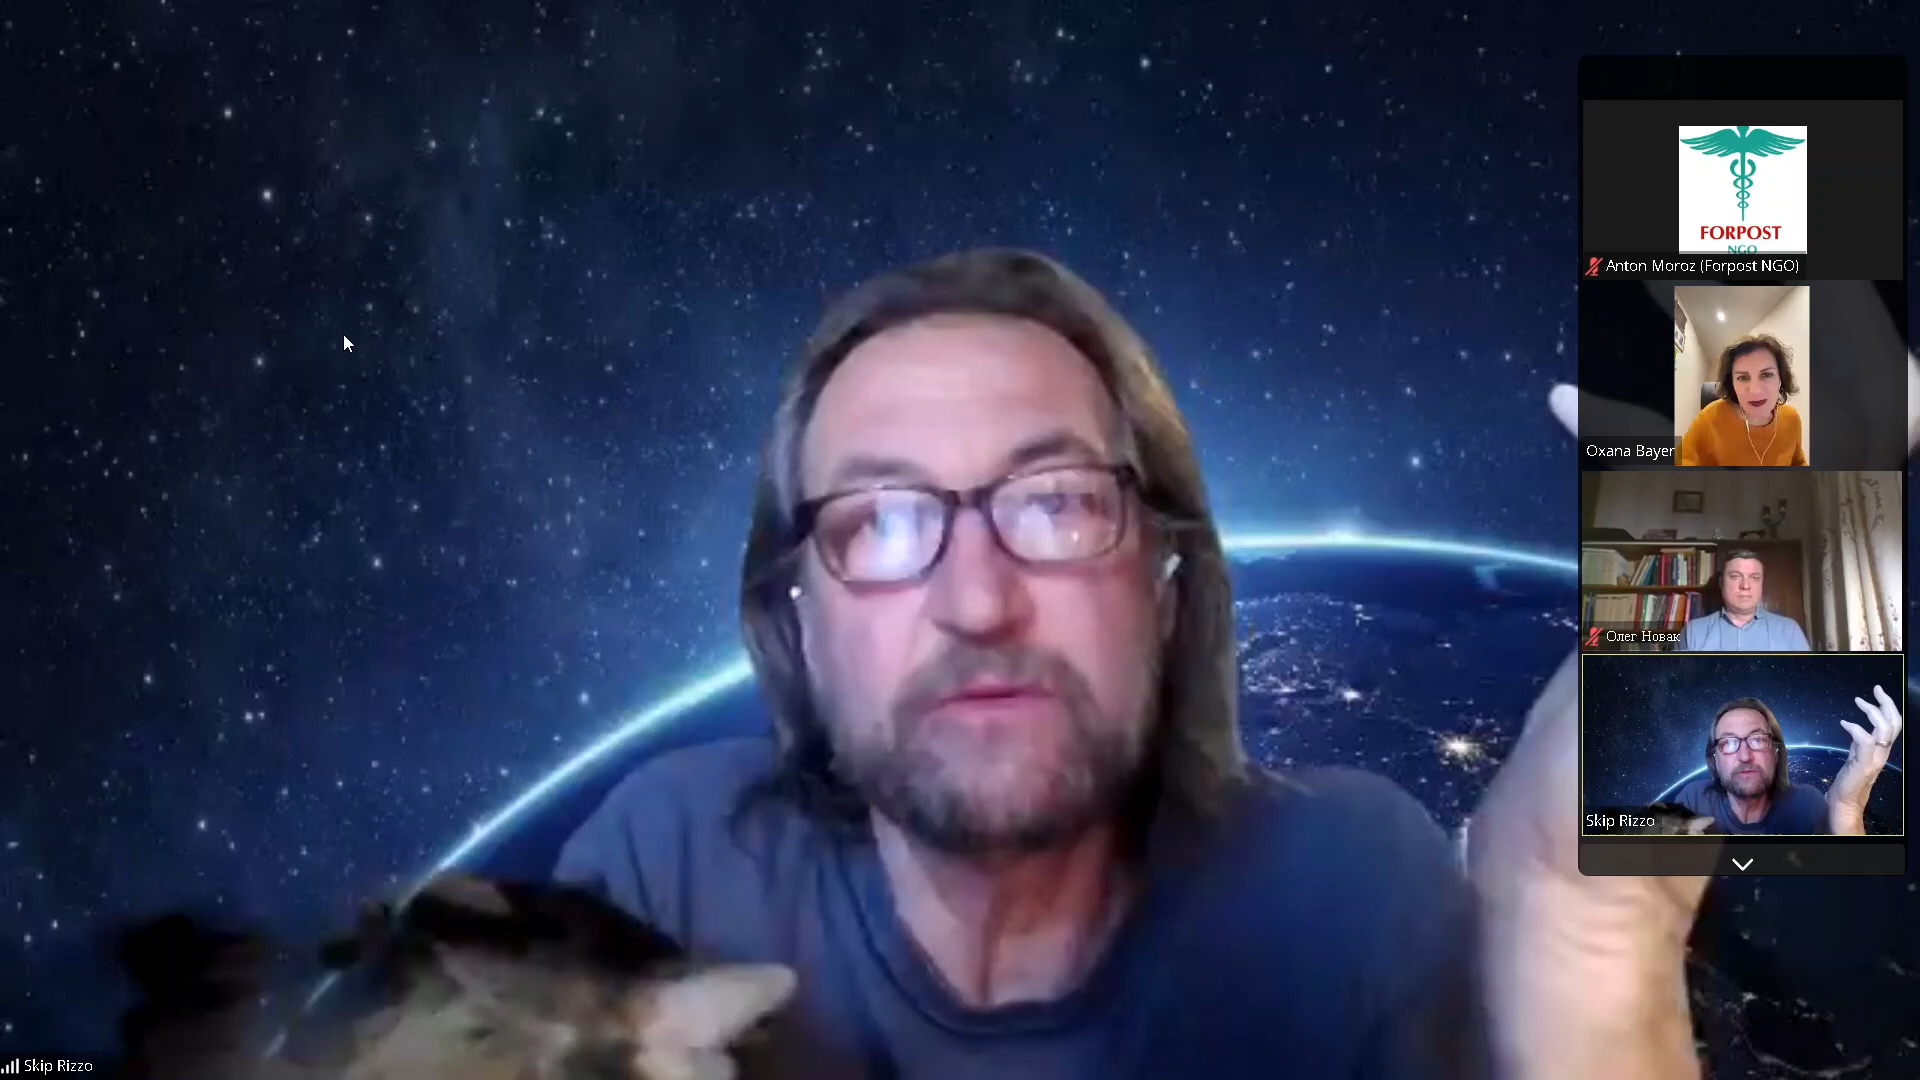 FORPOST
NGO
Anton Moroz (Forpost NGO)
Oxana Bayer
Олег Новак
Skip Rizzo
Skip Rizzo